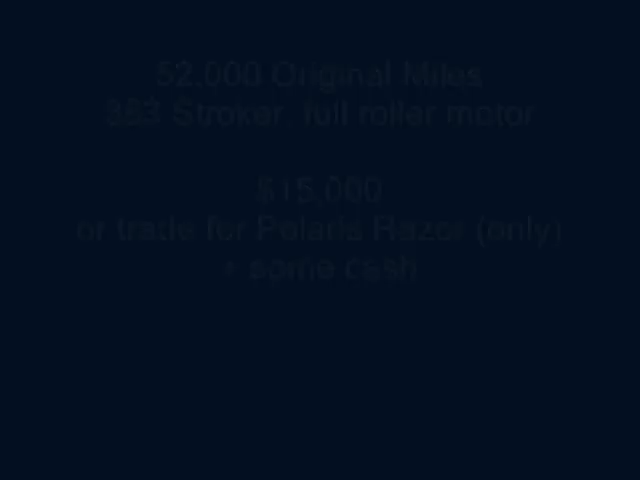 52,000 Original Miles
383 Stroker, full roller motor
$15,000
or trade for Polaris Razor (only)
+ some cash